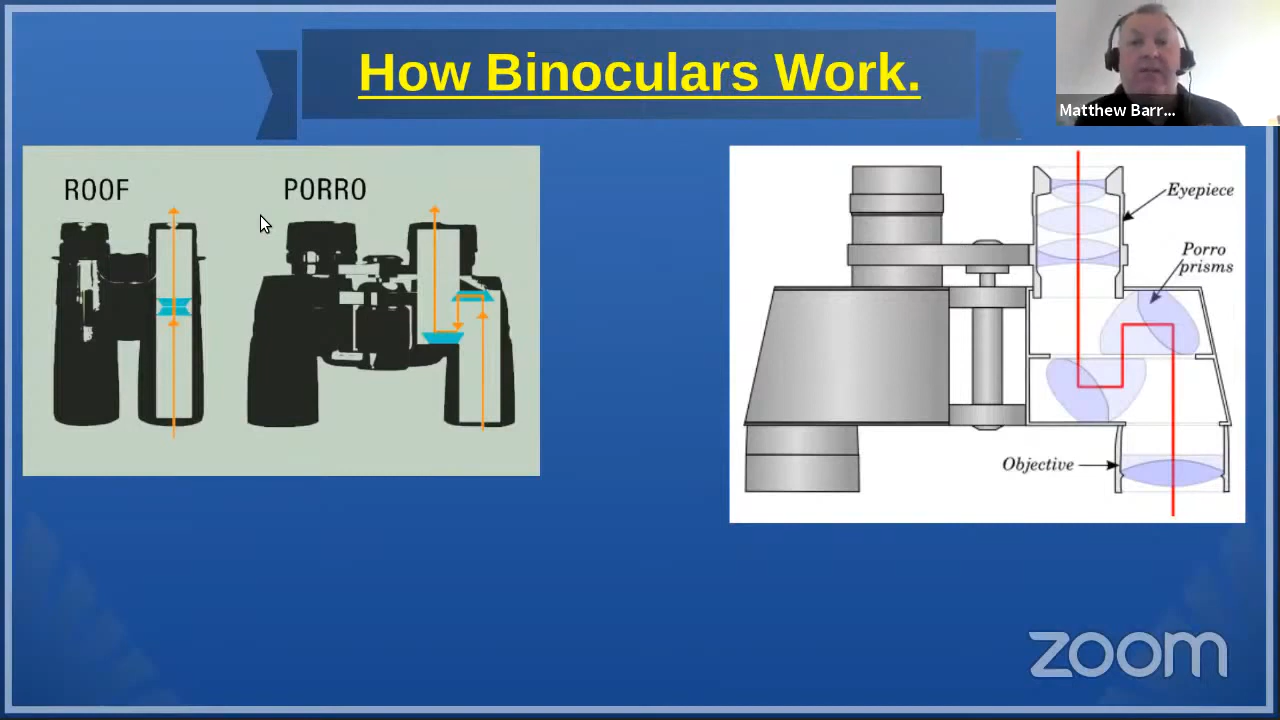 How Binoculars Work.
Matthew Barr...
ROOF
PORRO
Eyepiece
Porro
prisms
Objective
zoom